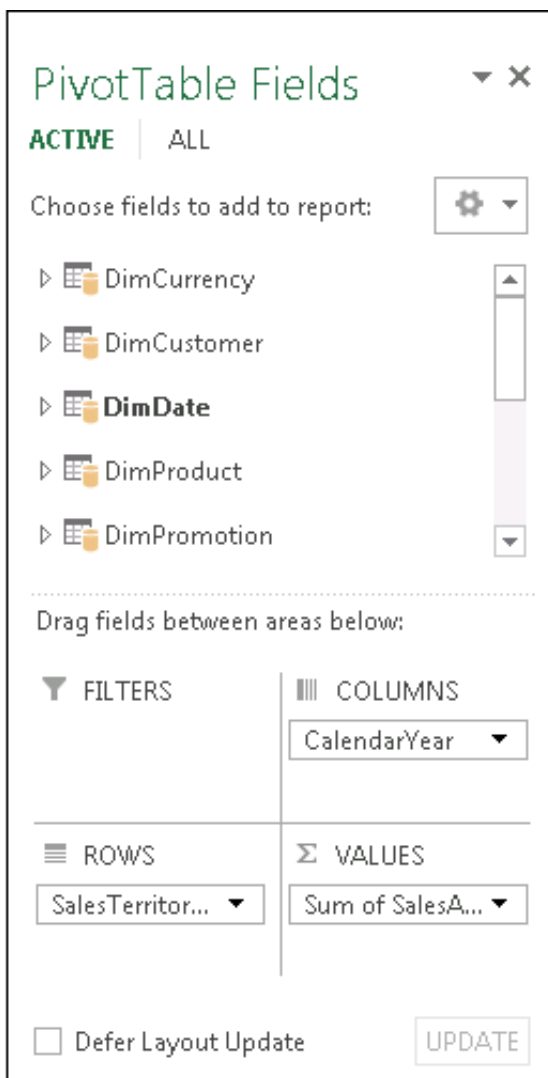 PivotTable Fields
ACTIVE ALL
Choose fields to add to report:
DimCurrency
DimCustomer
DimDate
DimProduct
DimPromotion
Drag fields between areas below:
FILTERS
COLUMNS
CalendarYear
ROWS
Σ VALUES
SalesTerritor...
Sum of SalesA...
Defer Layout Update
UPDATE